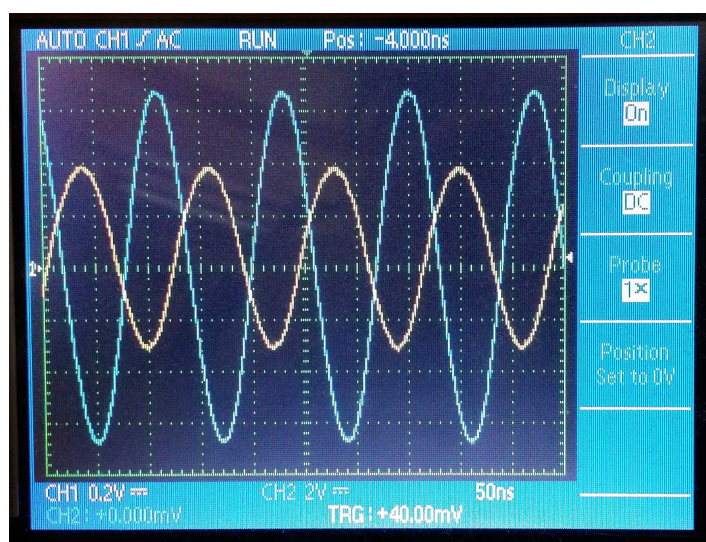 AUTO CH1 AC RUN Pos: -4.000ns CH2
Display
On
Coupling
DC
Probe
1×
Position
Set to 0V
1
CH1 0.2V CH2 2V 50ns
CH2: +0.000mV TRG: +40.00mV